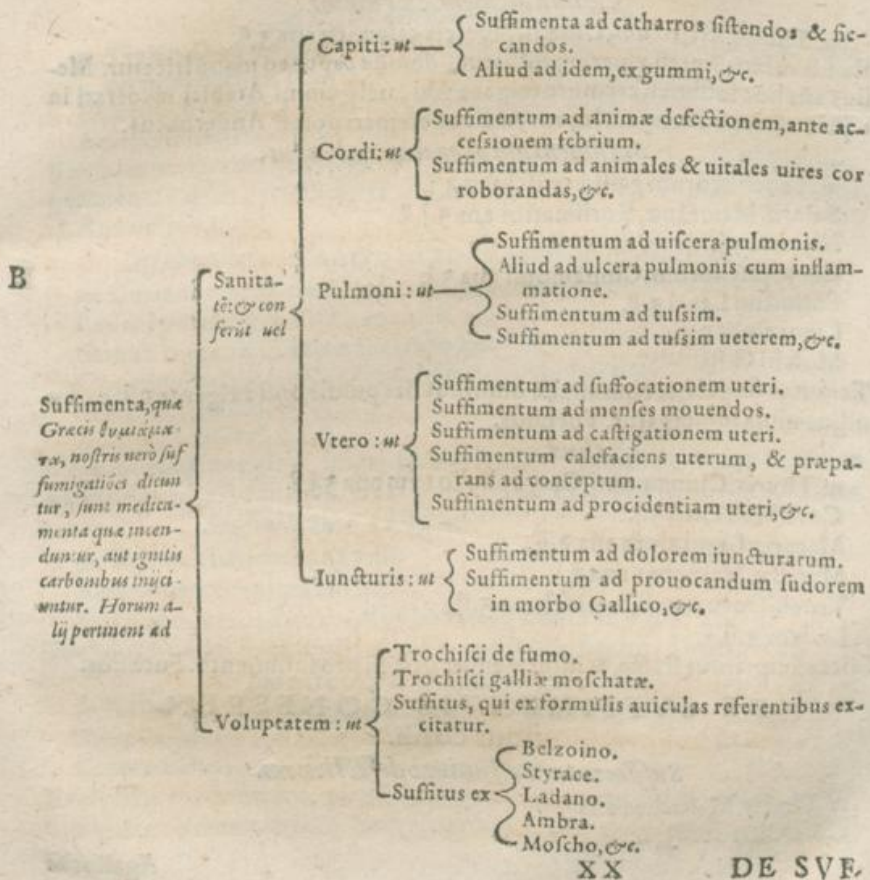 B
Suffimenta, quæ
Græcis θυμιάμα-
τα, nostris uerò suf
fumigatiões dicun
tur, sunt medica-
menta quæ incen-
duntur, aut ignitis
carbonibus inijci-
untur. Horum a-
lij pertinent ad
Sanita-
tē: & con
ferūt uel
Capiti: ut
Suffimenta ad catharros ſiſtendos & ſic-
candos.
Aliud ad idem, ex gummi, &c.
Cordi: ut
Suffimentum ad animæ defectionem, ante ac-
ceſſionem febrium.
Suffimentum ad animales & uitales uires cor
roborandas, &c.
Pulmoni: ut
Suffimentum ad uiſcera pulmonis.
Aliud ad ulcera pulmonis cum inflam-
matione.
Suffimentum ad tuſsim.
Suffimentum ad tuſsim ueterem, &c.
Vtero: ut
Suffimentum ad ſuffocationem uteri.
Suffimentum ad menſes mouendos.
Suffimentum ad caſtigationem uteri.
Suffimentum calefaciens uterum, & præpa-
rans ad conceptum.
Suffimentum ad procidentiam uteri, &c.
Iuncturis: ut
Suffimentum ad dolorem iuncturarum.
Suffimentum ad prouocandum ſudorem
in morbo Gallico, &c.
Voluptatem: ut
Trochiſci de fumo.
Trochiſci galliæ moſchatæ.
Suffitus, qui ex formulis auiculas referentibus ex-
citatur.
Suffitus ex
Belzoino.
Styrace.
Ladano.
Ambra.
Moſcho, &c.
XX DE SVF-